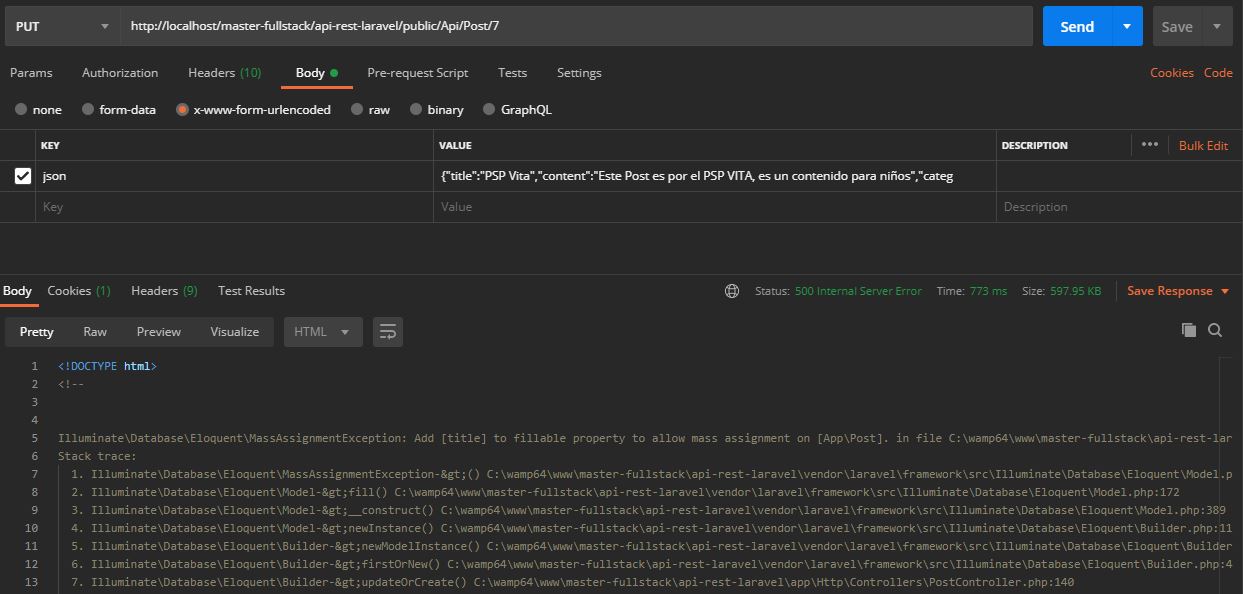 PUT http://localhost/master-fullstack/api-rest-laravel/public/Api/Post/7 Send Save
Params Authorization Headers (10) Body Pre-request Script Tests Settings Cookies Code
none form-data x-www-form-urlencoded raw binary GraphQL
KEY VALUE DESCRIPTION ••• Bulk Edit
json {"title":"PSP Vita","content":"Este Post es por el PSP VITA, es un contenido para niños","categ
Key Value Description
Body Cookies (1) Headers (9) Test Results Status: 500 Internal Server Error Time: 773 ms Size: 597.95 KB Save Response
Pretty Raw Preview Visualize HTML
1 <!DOCTYPE html>
2 <!--
3
4
5 Illuminate\Database\Eloquent\MassAssignmentException: Add [title] to fillable property to allow mass assignment on [App\Post]. in file C:\wamp64\www\master-fullstack\api-rest-lar
6 Stack trace:
7 1. Illuminate\Database\Eloquent\MassAssignmentException-&gt;() C:\wamp64\www\master-fullstack\api-rest-laravel\vendor\laravel\framework\src\Illuminate\Database\Eloquent\Model.p
8 2. Illuminate\Database\Eloquent\Model-&gt;fill() C:\wamp64\www\master-fullstack\api-rest-laravel\vendor\laravel\framework\src\Illuminate\Database\Eloquent\Model.php:172
9 3. Illuminate\Database\Eloquent\Model-&gt;__construct() C:\wamp64\www\master-fullstack\api-rest-laravel\vendor\laravel\framework\src\Illuminate\Database\Eloquent\Model.php:389
10 4. Illuminate\Database\Eloquent\Model-&gt;newInstance() C:\wamp64\www\master-fullstack\api-rest-laravel\vendor\laravel\framework\src\Illuminate\Database\Eloquent\Builder.php:11
11 5. Illuminate\Database\Eloquent\Builder-&gt;newModelInstance() C:\wamp64\www\master-fullstack\api-rest-laravel\vendor\laravel\framework\src\Illuminate\Database\Eloquent\Builder
12 6. Illuminate\Database\Eloquent\Builder-&gt;firstOrNew() C:\wamp64\www\master-fullstack\api-rest-laravel\vendor\laravel\framework\src\Illuminate\Database\Eloquent\Builder.php:4
13 7. Illuminate\Database\Eloquent\Builder-&gt;updateOrCreate() C:\wamp64\www\master-fullstack\api-rest-laravel\app\Http\Controllers\PostController.php:140